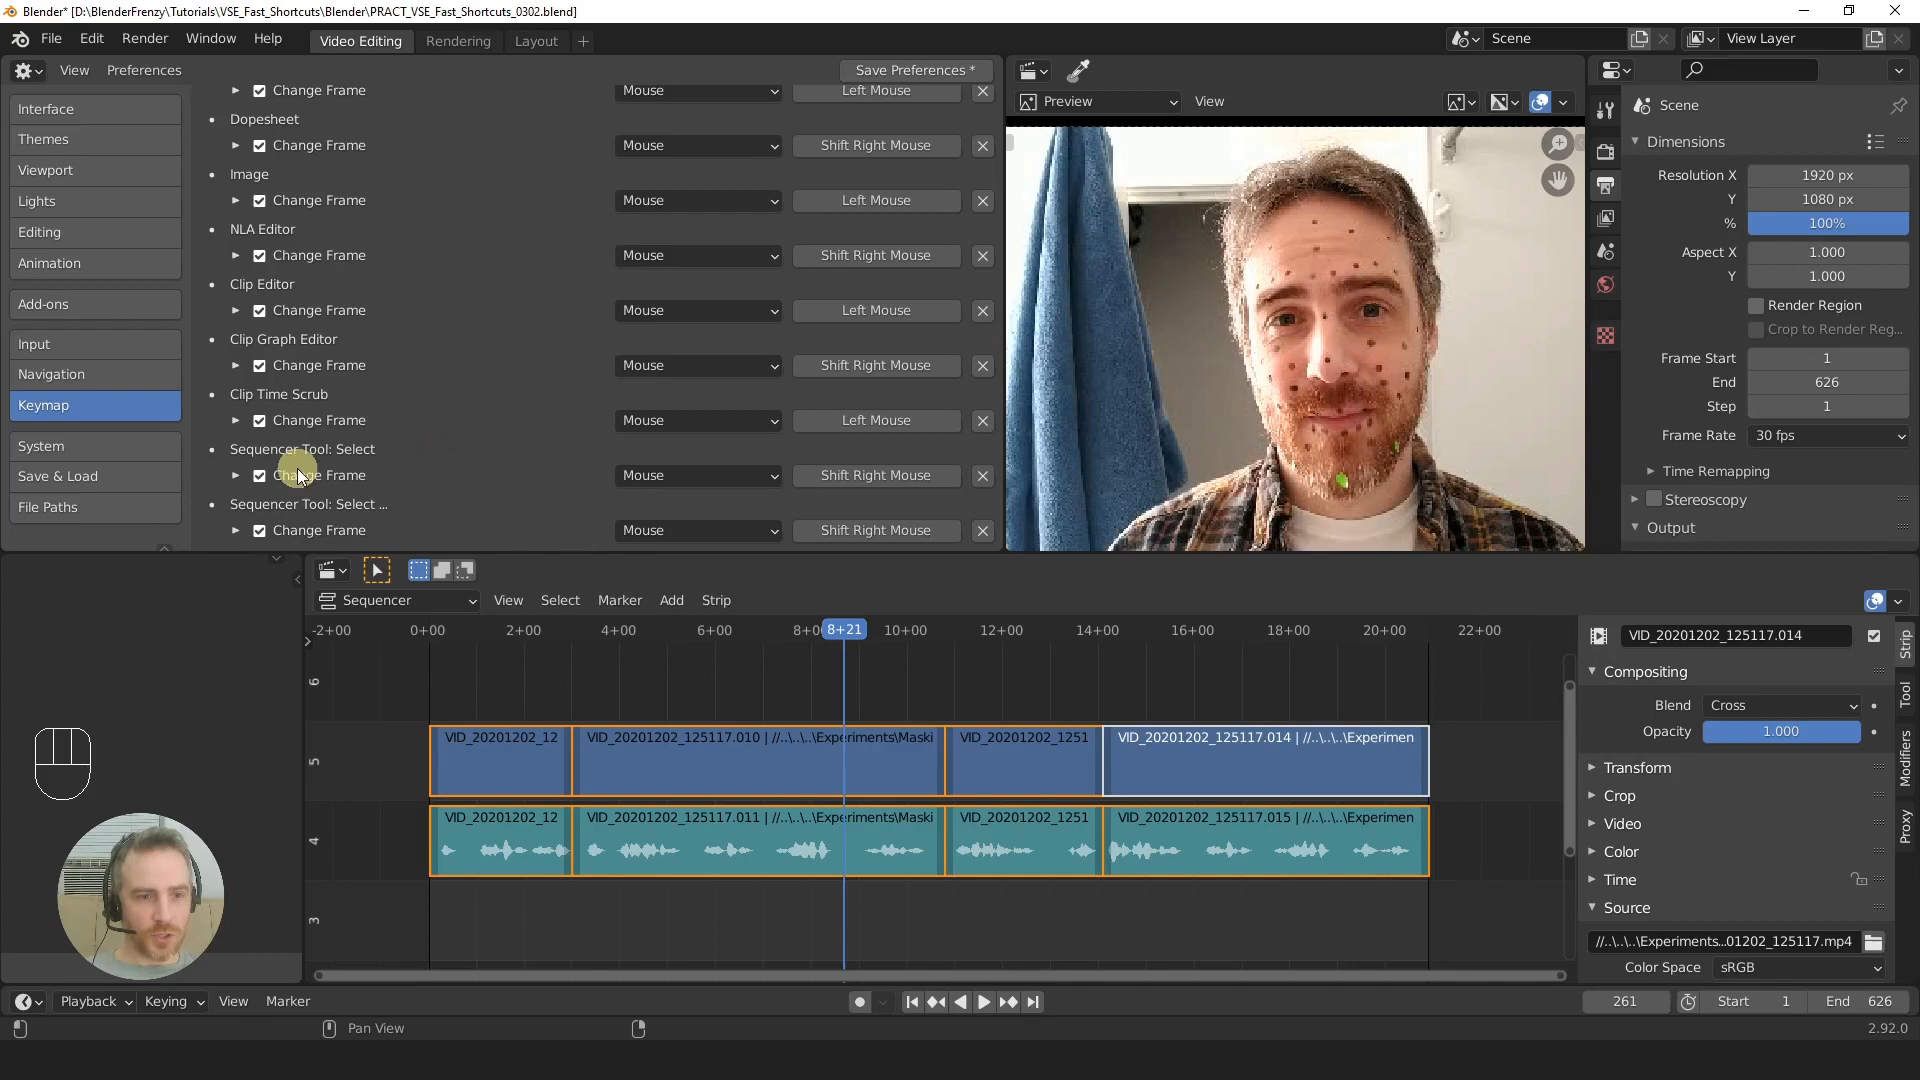 Blender* [D:\BlenderFrenzy\Tutorials\VSE_Fast_Shortcuts\Blender\PRACT_VSE_Fast_Shortcuts_0302.blend]
File Edit Render Window Help Video Editing Rendering Layout + Scene View Layer
View Preferences Save Preferences *
Interface
Themes
Viewport
Lights
Editing
Animation
Add-ons
Input
Navigation
Keymap
System
Save & Load
File Paths
Change Frame Mouse Left Mouse
Dopesheet
Change Frame Mouse Shift Right Mouse
Image
Change Frame Mouse Left Mouse
NLA Editor
Change Frame Mouse Shift Right Mouse
Clip Editor
Change Frame Mouse Left Mouse
Clip Graph Editor
Change Frame Mouse Shift Right Mouse
Clip Time Scrub
Change Frame Mouse Left Mouse
Sequencer Tool: Select
Change Frame Mouse Shift Right Mouse
Sequencer Tool: Select ...
Change Frame Mouse Shift Right Mouse
Preview View
Scene
Dimensions
Resolution X 1920 px
Y 1080 px
% 100%
Aspect X 1.000
Y 1.000
Render Region
Crop to Render Reg...
Frame Start 1
End 626
Step 1
Frame Rate 30 fps
Time Remapping
Stereoscopy
Output
Sequencer View Select Marker Add Strip
-2+00 0+00 2+00 4+00 6+00 8+0 8+21 10+00 12+00 14+00 16+00 18+00 20+00 22+00
6
5
4
3
VID_20201202_12 VID_20201202_125117.010 | //..\..\..\Experiments\Maski VID_20201202_1251 VID_20201202_125117.014 | //..\..\..\Experimen
VID_20201202_12 VID_20201202_125117.011 | //..\..\..\Experiments\Maski VID_20201202_1251 VID_20201202_125117.015 | //..\..\..\Experimen
VID_20201202_125117.014
Compositing
Blend Cross
Opacity 1.000
Transform
Crop
Video
Color
Time
Source
//..\..\..\Experiments...01202_125117.mp4
Color Space sRGB
Strip
Tool
Modifiers
Proxy
Playback Keying View Marker 261 Start 1 End 626
Pan View 2.92.0